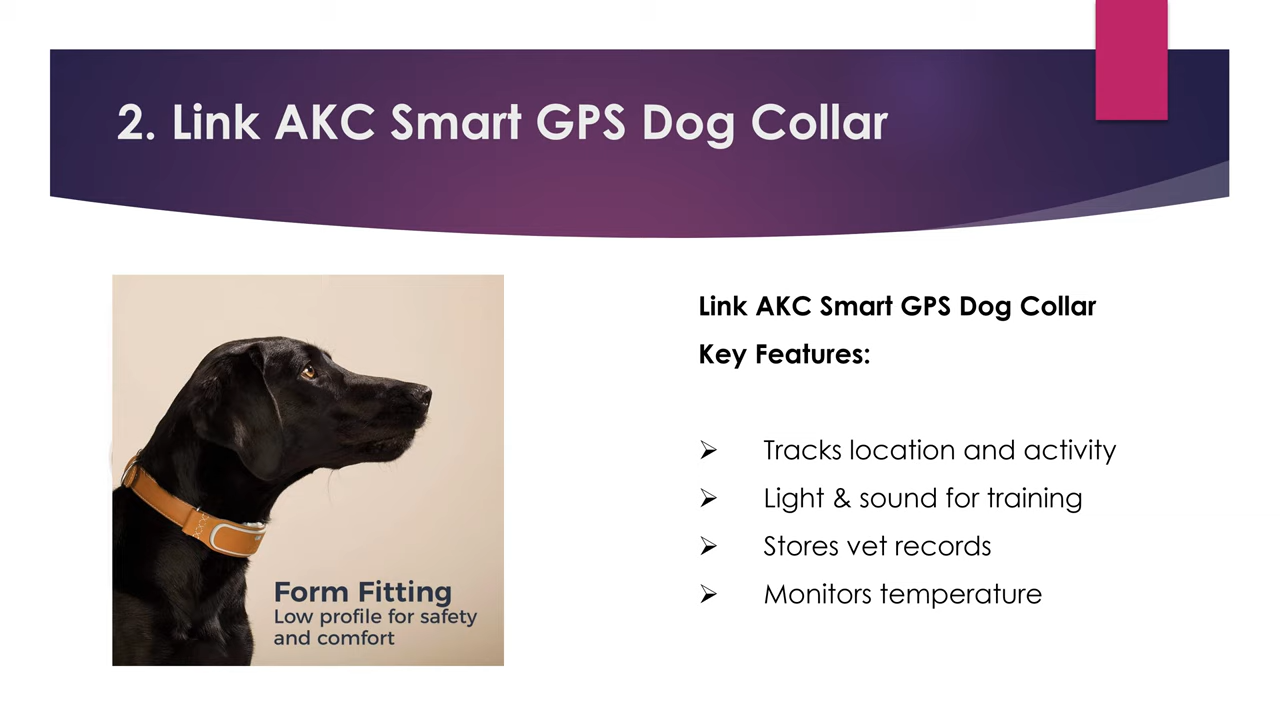 2. Link AKC Smart GPS Dog Collar
Form Fitting
Low profile for safety
and comfort
Link AKC Smart GPS Dog Collar
Key Features:
➢ Tracks location and activity
➢ Light & sound for training
➢ Stores vet records
➢ Monitors temperature